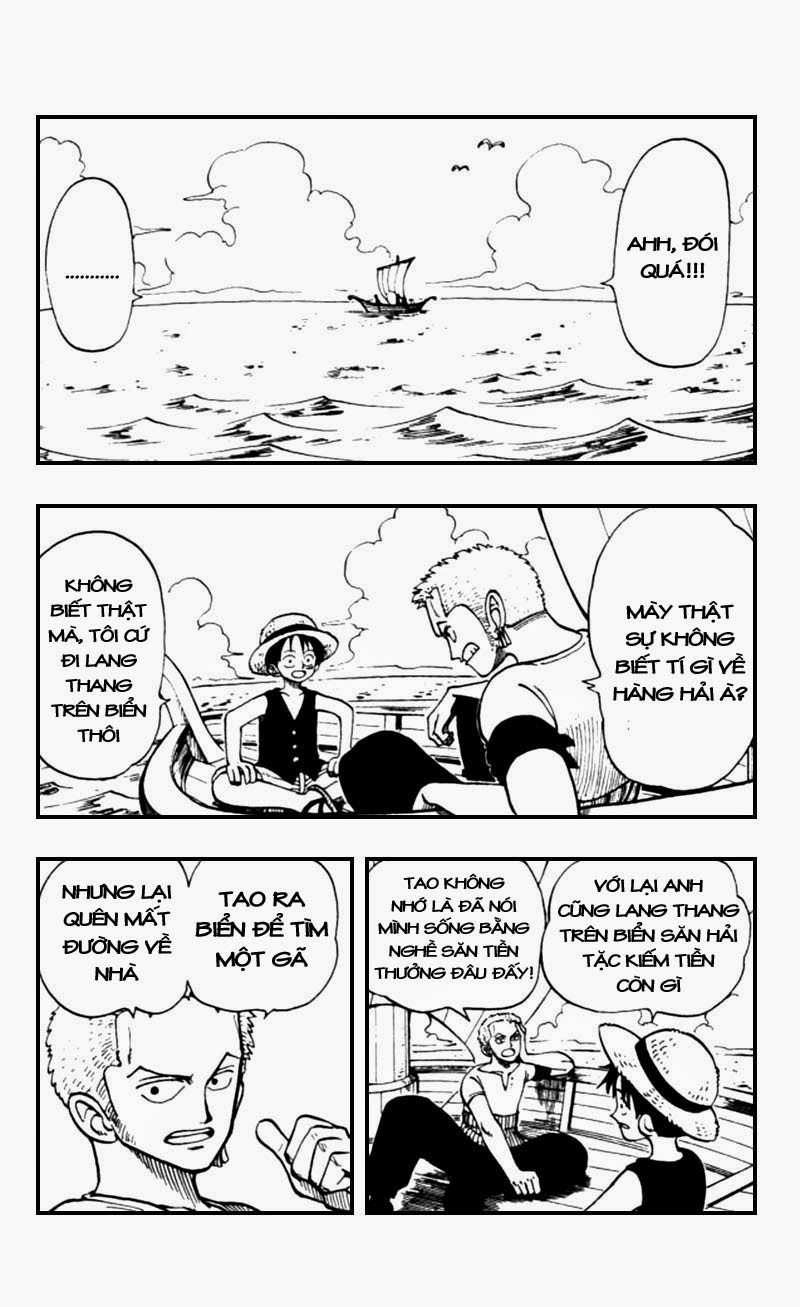 AHH, ĐÓI
QUÁ!!!
............
MÀY THẬT
SỰ KHÔNG
BIẾT TÍ GÌ VỀ
HÀNG HẢI À?
KHÔNG
BIẾT THẬT
MÀ, TÔI CỨ
ĐI LANG
THANG
TRÊN BIỂN
THÔI
VỚI LẠI ANH
CŨNG LANG THANG
TRÊN BIỂN SĂN HẢI
TẶC KIẾM TIỀN
CÒN GÌ
TAO KHÔNG
NHỚ LÀ ĐÃ NÓI
MÌNH SỐNG BẰNG
NGHỀ SĂN TIỀN
THƯỞNG ĐÂU ĐẤY!
TAO RA
BIỂN ĐỂ TÌM
MỘT GÃ
NHƯNG LẠI
QUÊN MẤT
ĐƯỜNG VỀ
NHÀ